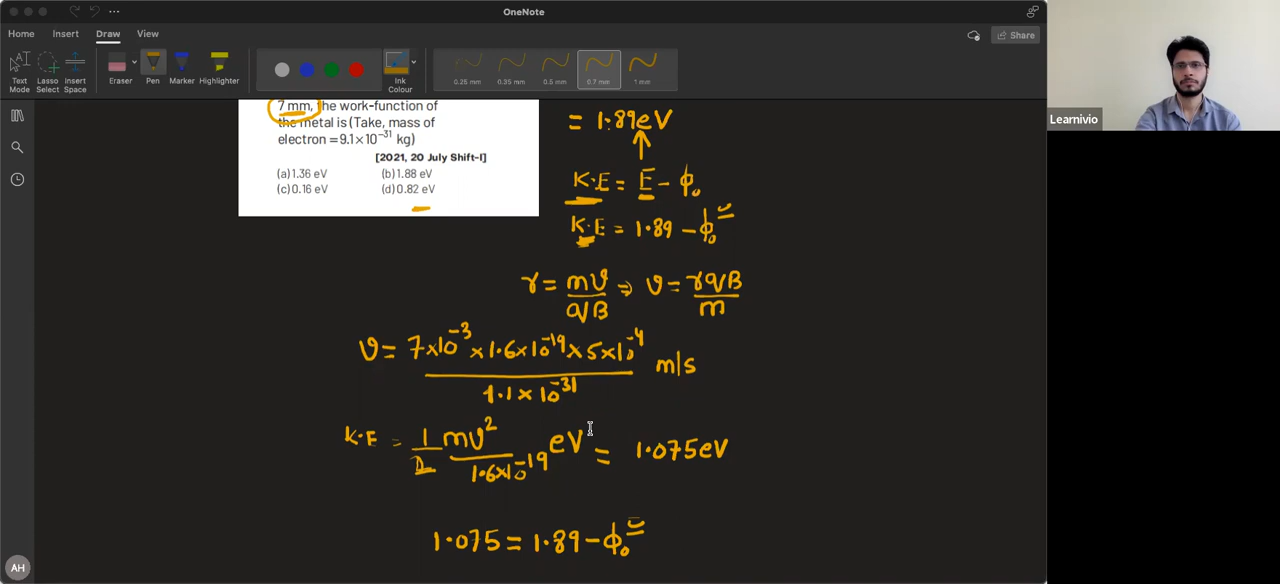 OneNote
Home Insert Draw View
Share
Text Mode
Lasso Select
Insert Space
Eraser
Pen
Marker
Highlighter
Ink Colour
0.25 mm 0.35 mm 0.5 mm 0.7 mm 1 mm
7 mm, the work-function of
the metal is (Take, mass of
electron = 9.1×10⁻³¹ kg)
[2021, 20 July Shift-I]
(a) 1.36 eV (b) 1.88 eV
(c) 0.16 eV (d) 0.82 eV
= 1.89eV
K.E = E - ϕ₀
K.E = 1.89 - ϕ₀
r = mv/qB ⇒ v = rqB/m
v = 7×10⁻³ × 1.6×10⁻¹⁹ × 5×10⁻⁴ / 9.1×10⁻³¹ m/s
K.E = 1/2 mv²/1.6×10⁻¹⁹ eV = 1.075eV
1.075 = 1.89 - ϕ₀
AH
Learnivio